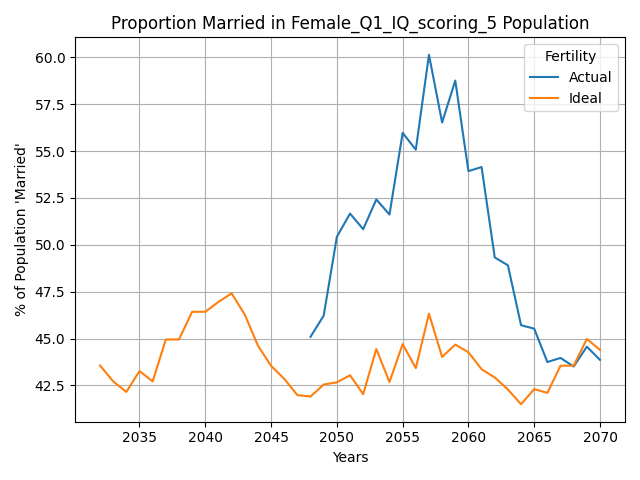 Proportion Married in Female_Q1_IQ_scoring_5 Population
Fertility
Actual
Ideal
% of Population 'Married'
60.0
57.5
55.0
52.5
50.0
47.5
45.0
42.5
2035 2040 2045 2050 2055 2060 2065 2070
Years